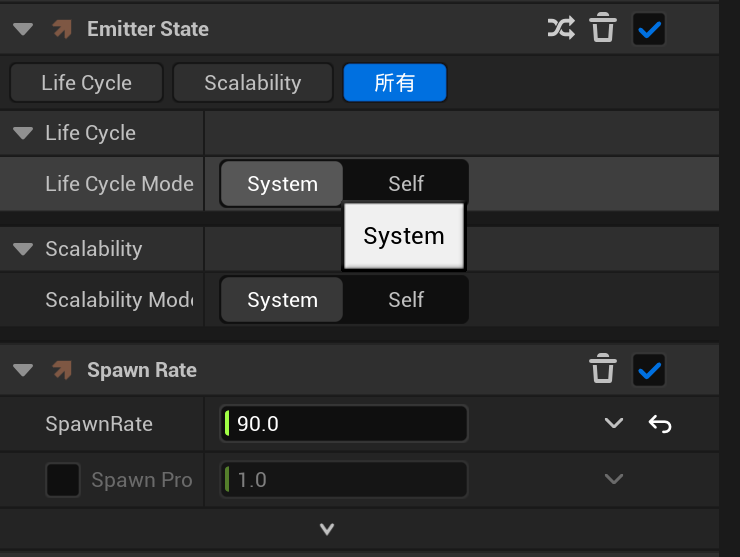 Emitter State
Life Cycle Scalability 所有
Life Cycle
Life Cycle Mode System Self
System
Scalability
Scalability Mod System Self
Spawn Rate
SpawnRate 90.0
Spawn Pro 1.0